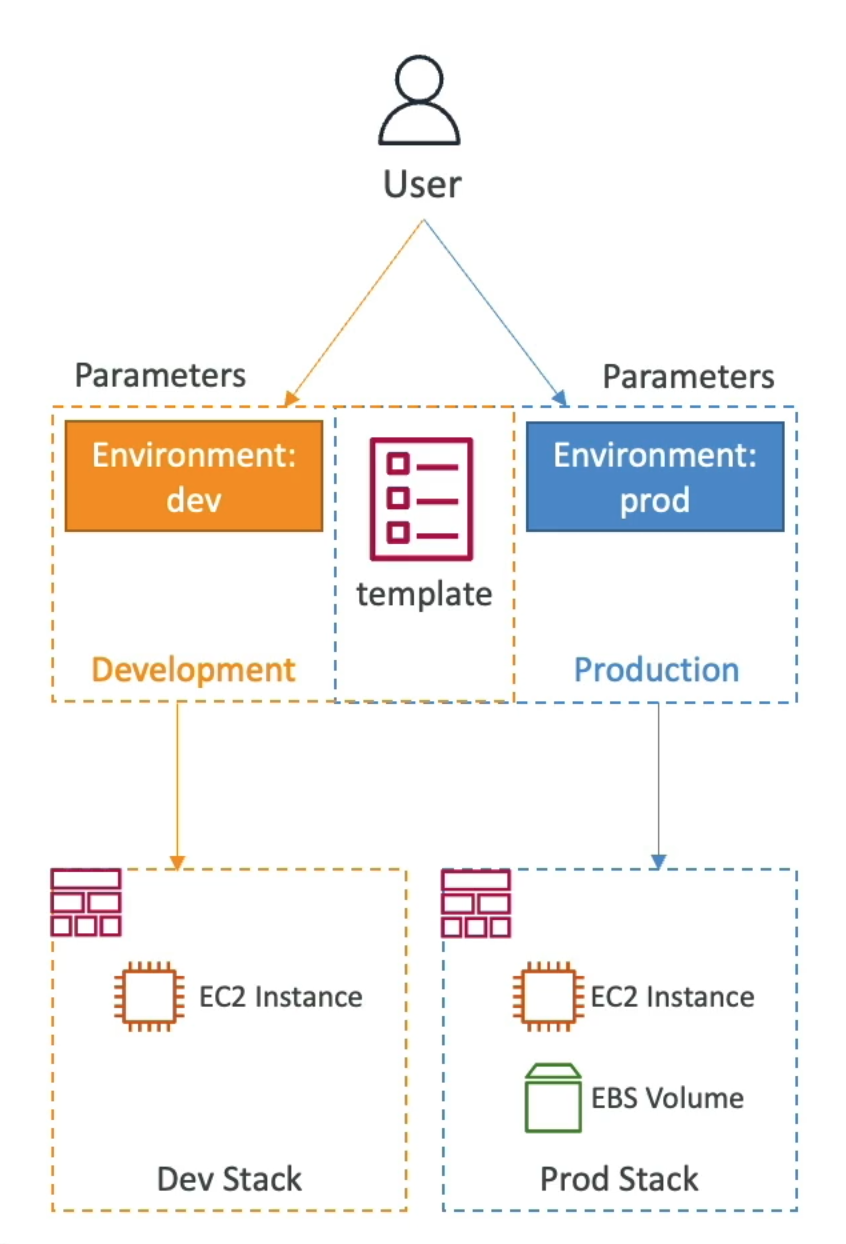 User
Parameters
Parameters
Environment:
dev
template
Environment:
prod
Development
Production
EC2 Instance
Dev Stack
EC2 Instance
EBS Volume
Prod Stack